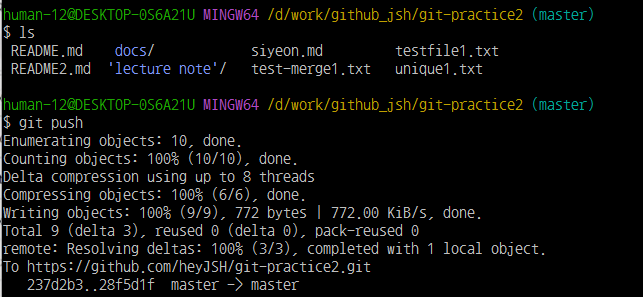 human-12@DESKTOP-0S6A21U MINGW64 /d/work/github_jsh/git-practice2 (master)
$ ls
README.md docs/ siyeon.md testfile1.txt
README2.md 'lecture note'/ test-merge1.txt unique1.txt
human-12@DESKTOP-0S6A21U MINGW64 /d/work/github_jsh/git-practice2 (master)
$ git push
Enumerating objects: 10, done.
Counting objects: 100% (10/10), done.
Delta compression using up to 8 threads
Compressing objects: 100% (6/6), done.
Writing objects: 100% (9/9), 772 bytes | 772.00 KiB/s, done.
Total 9 (delta 3), reused 0 (delta 0), pack-reused 0
remote: Resolving deltas: 100% (3/3), completed with 1 local object.
To https://github.com/heyJSH/git-practice2.git
237d2b3..28f5d1f master -> master